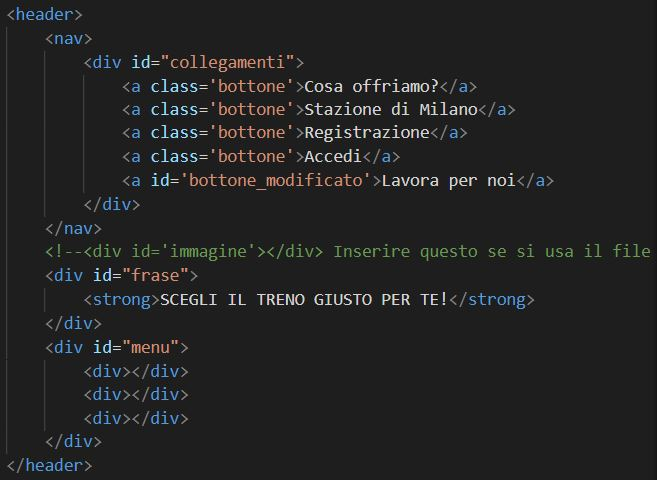 <header>
<nav>
<div id="collegamenti">
<a class='bottone'>Cosa offriamo?</a>
<a class='bottone'>Stazione di Milano</a>
<a class='bottone'>Registrazione</a>
<a class='bottone'>Accedi</a>
<a id='bottone_modificato'>Lavora per noi</a>
</div>
</nav>
<!--<div id='immagine'></div> Inserire questo se si usa il file
<div id="frase">
<strong>SCEGLI IL TRENO GIUSTO PER TE!</strong>
</div>
<div id="menu">
<div></div>
<div></div>
<div></div>
</div>
</header>